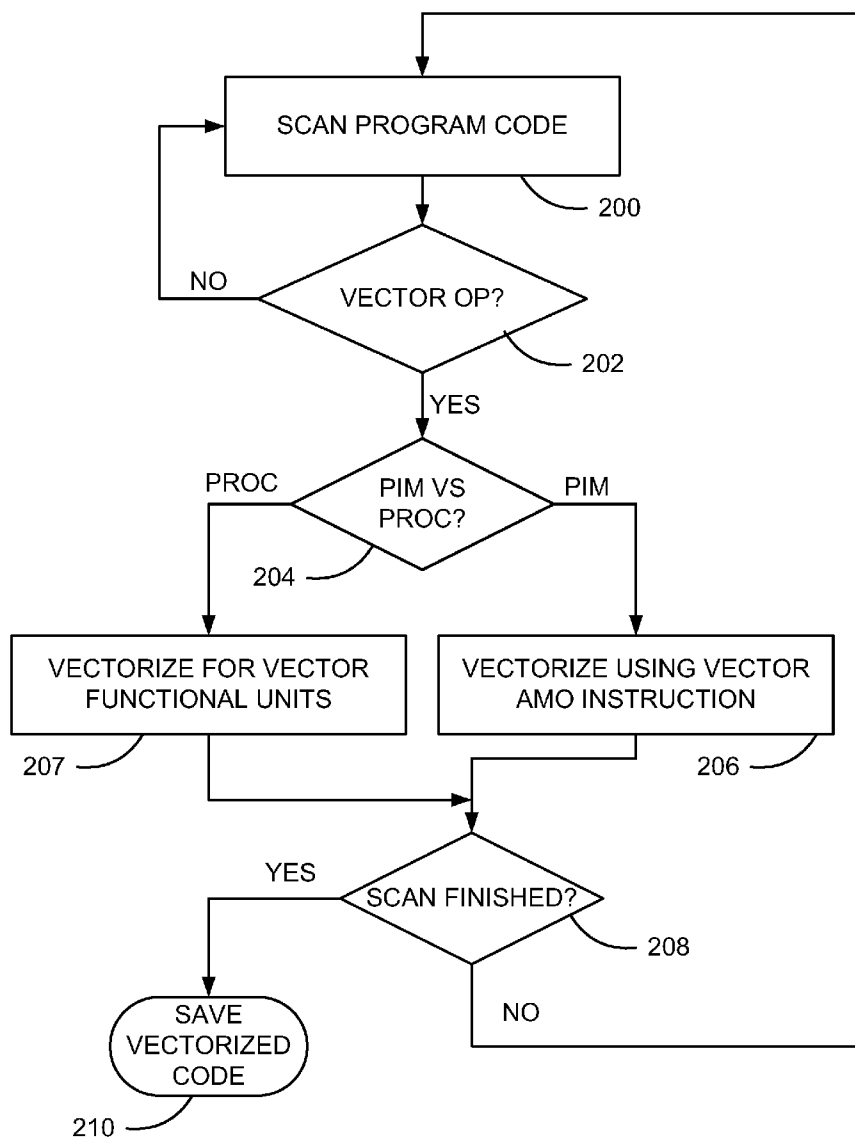 SCAN PROGRAM CODE
200
NO
VECTOR OP?
202
YES
PROC
PIM VS
PROC?
PIM
204
VECTORIZE FOR VECTOR
FUNCTIONAL UNITS
VECTORIZE USING VECTOR
AMO INSTRUCTION
207
206
YES
SCAN FINISHED?
208
NO
SAVE
VECTORIZED
CODE
210